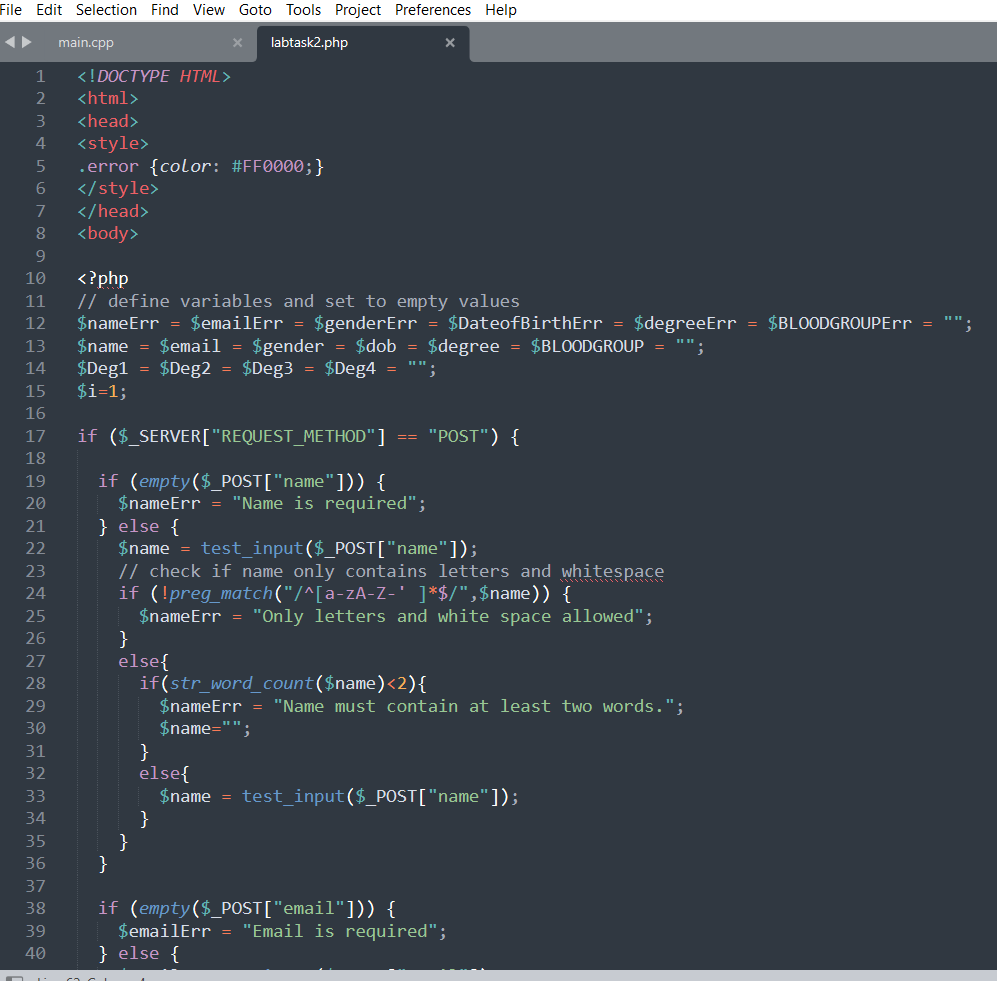 File Edit Selection Find View Goto Tools Project Preferences Help
main.cpp × labtask2.php ×
1 <!DOCTYPE HTML>
2 <html>
3 <head>
4 <style>
5 .error {color: #FF0000;}
6 </style>
7 </head>
8 <body>
9
10 <?php
11 // define variables and set to empty values
12 $nameErr = $emailErr = $genderErr = $DateofBirthErr = $degreeErr = $BLOODGROUPErr = "";
13 $name = $email = $gender = $dob = $degree = $BLOODGROUP = "";
14 $Deg1 = $Deg2 = $Deg3 = $Deg4 = "";
15 $i=1;
16
17 if ($_SERVER["REQUEST_METHOD"] == "POST") {
18
19   if (empty($_POST["name"])) {
20     $nameErr = "Name is required";
21   } else {
22     $name = test_input($_POST["name"]);
23     // check if name only contains letters and whitespace
24     if (!preg_match("/^[a-zA-Z-' ]*$/",$name)) {
25       $nameErr = "Only letters and white space allowed";
26     }
27     else{
28       if(str_word_count($name)<2){
29         $nameErr = "Name must contain at least two words.";
30         $name="";
31       }
32       else{
33         $name = test_input($_POST["name"]);
34       }
35     }
36   }
37
38   if (empty($_POST["email"])) {
39     $emailErr = "Email is required";
40   } else {